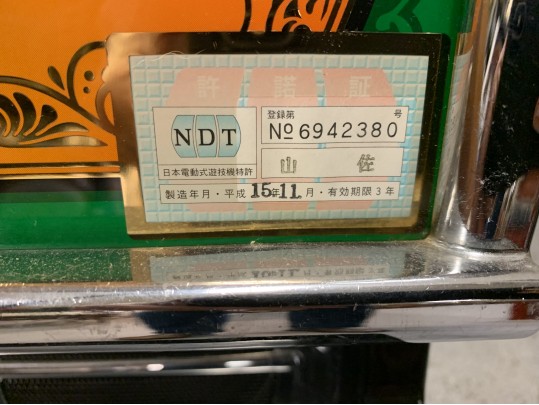 許諾証
登録第 号
NDT
№6942380
山佐
日本電動式遊技機特許
製造年月・平成15年11月・有効期限3年